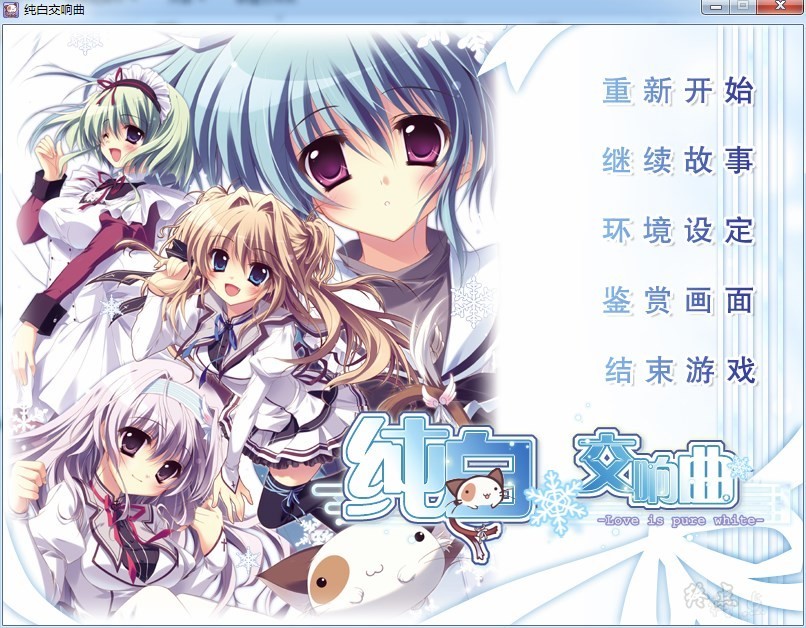 纯白交响曲
重新开始
继续故事
环境设定
鉴赏画面
结束游戏
纯白
交响曲
-Love is pure white-